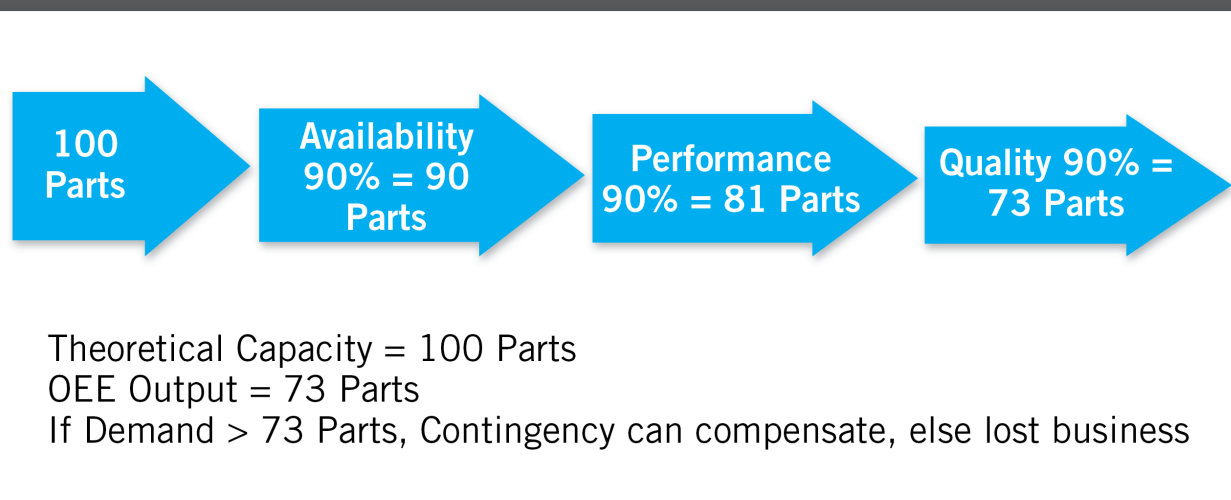 100
Parts
Availability
90% = 90
Parts
Performance
90% = 81 Parts
Quality 90% =
73 Parts
Theoretical Capacity = 100 Parts
OEE Output = 73 Parts
If Demand > 73 Parts, Contingency can compensate, else lost business